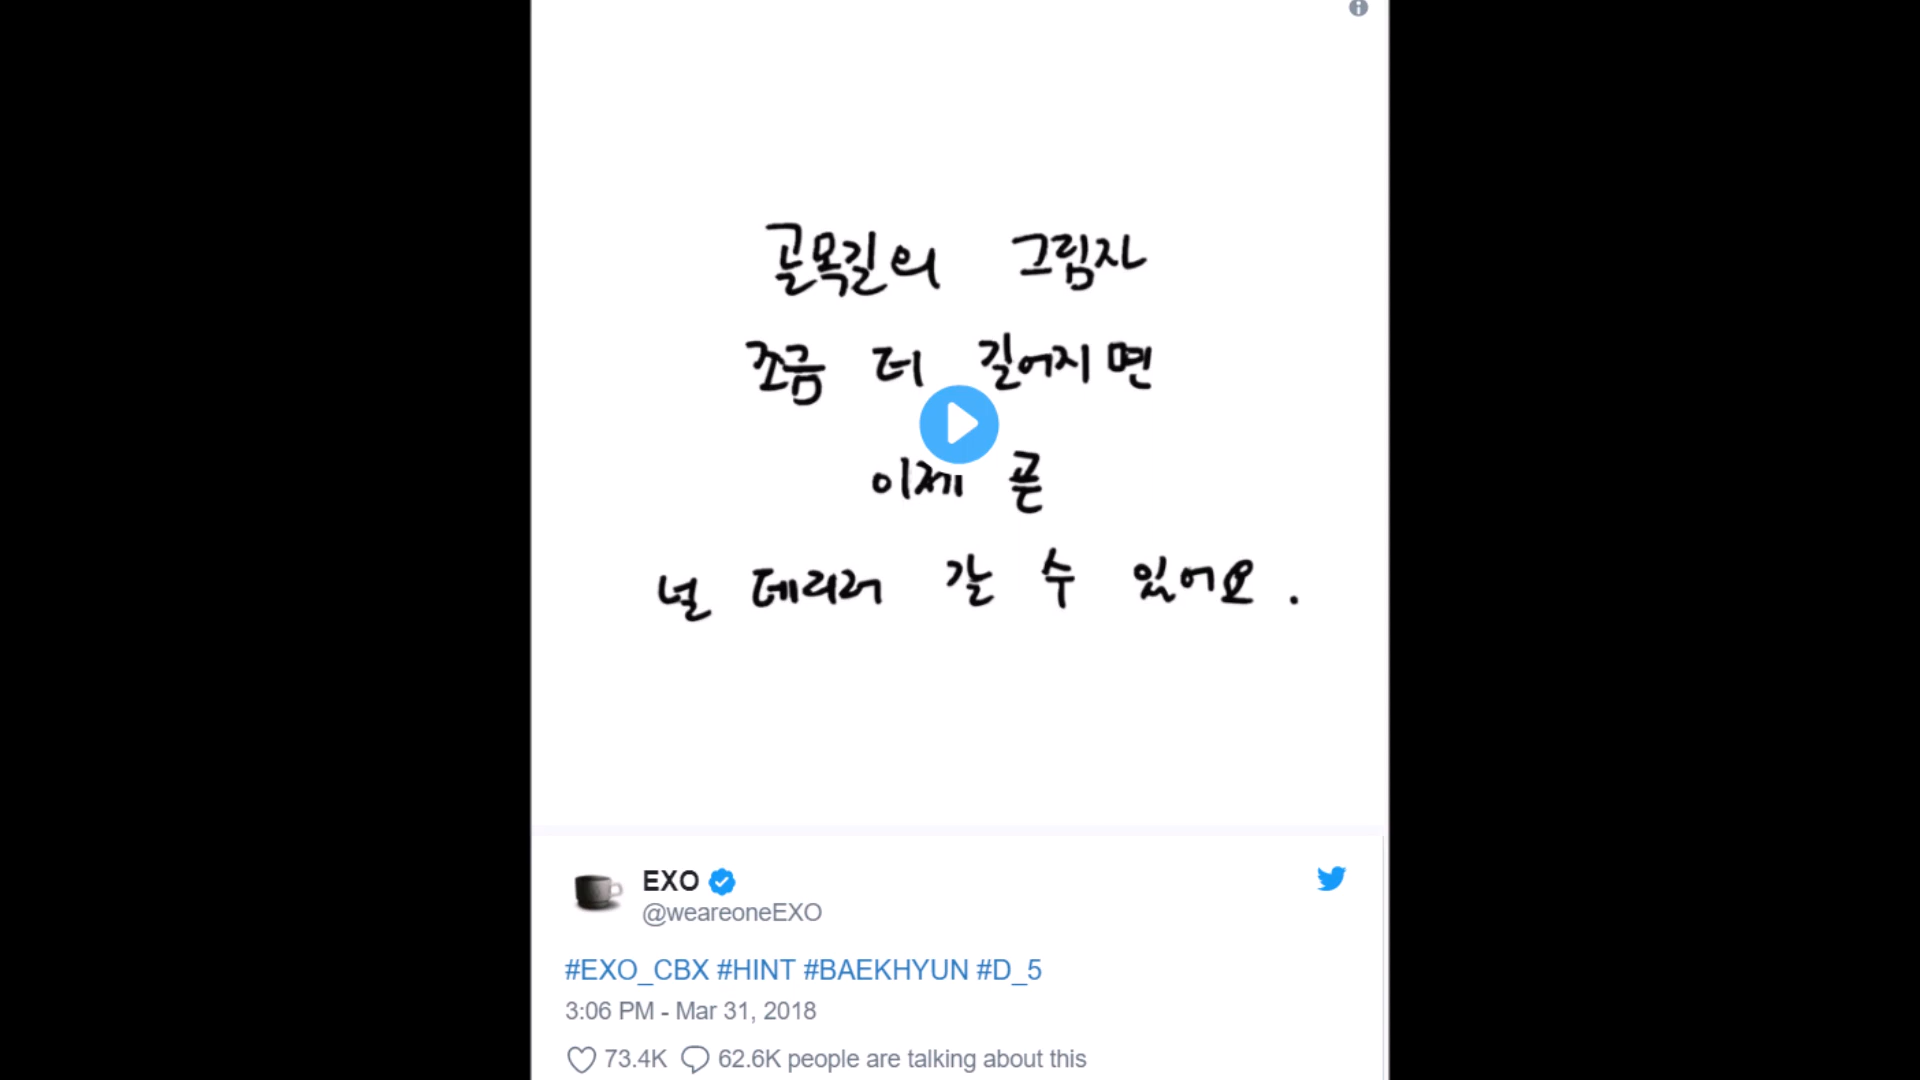 골목길의 그림자
조금 더 길어지면
이제 곧
널 데리러 갈 수 있어요.
EXO
@weareoneEXO
#EXO_CBX #HINT #BAEKHYUN #D_5
3:06 PM - Mar 31, 2018
73.4K 62.6K people are talking about this